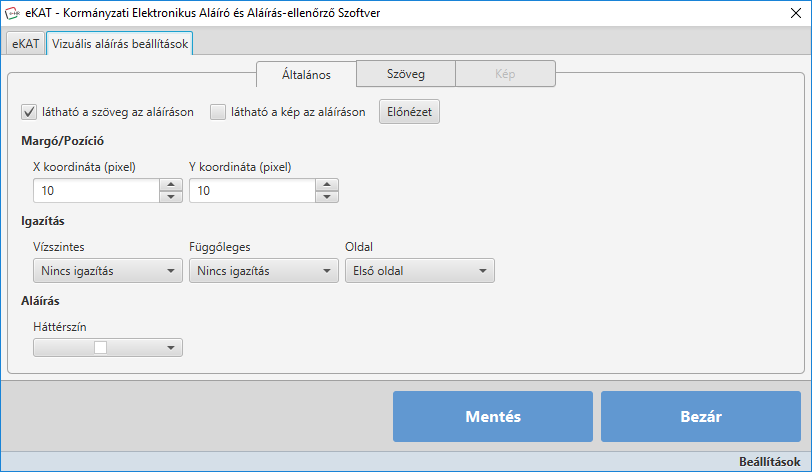 eKAT - Kormányzati Elektronikus Aláíró és Aláírás-ellenőrző Szoftver
eKAT Vizuális aláírás beállítások
Általános Szöveg Kép
látható a szöveg az aláíráson látható a kép az aláíráson Előnézet
Margó/Pozíció
X koordináta (pixel) Y koordináta (pixel)
10 10
Igazítás
Vízszintes Függőleges Oldal
Nincs igazítás Nincs igazítás Első oldal
Aláírás
Háttérszín
Mentés Bezár
Beállítások